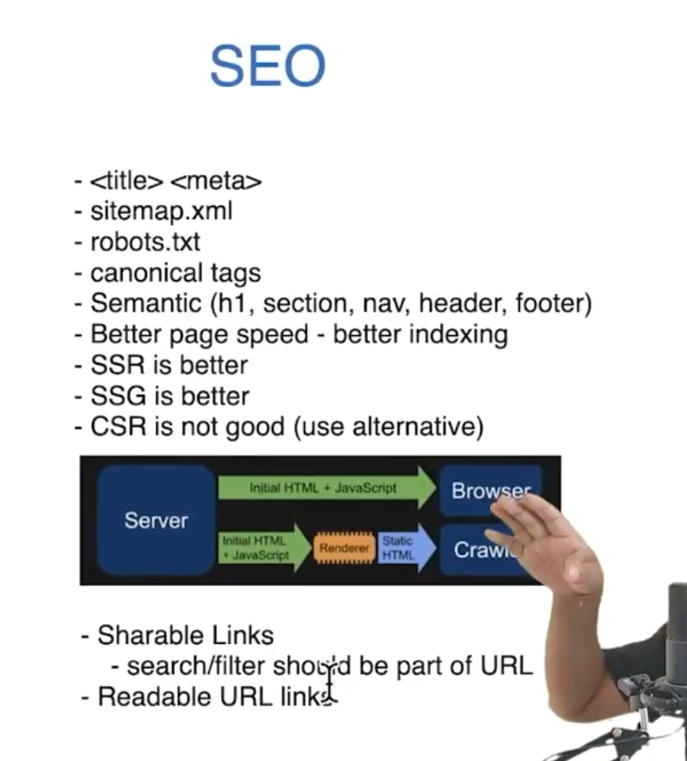 SEO
- <title> <meta>
- sitemap.xml
- robots.txt
- canonical tags
- Semantic (h1, section, nav, header, footer)
- Better page speed - better indexing
- SSR is better
- SSG is better
- CSR is not good (use alternative)
Server
Initial HTML + JavaScript
Browser
Initial HTML
+ JavaScript
Renderer
Static
HTML
- Sharable Links
- search/filter should be part of URL
- Readable URL links